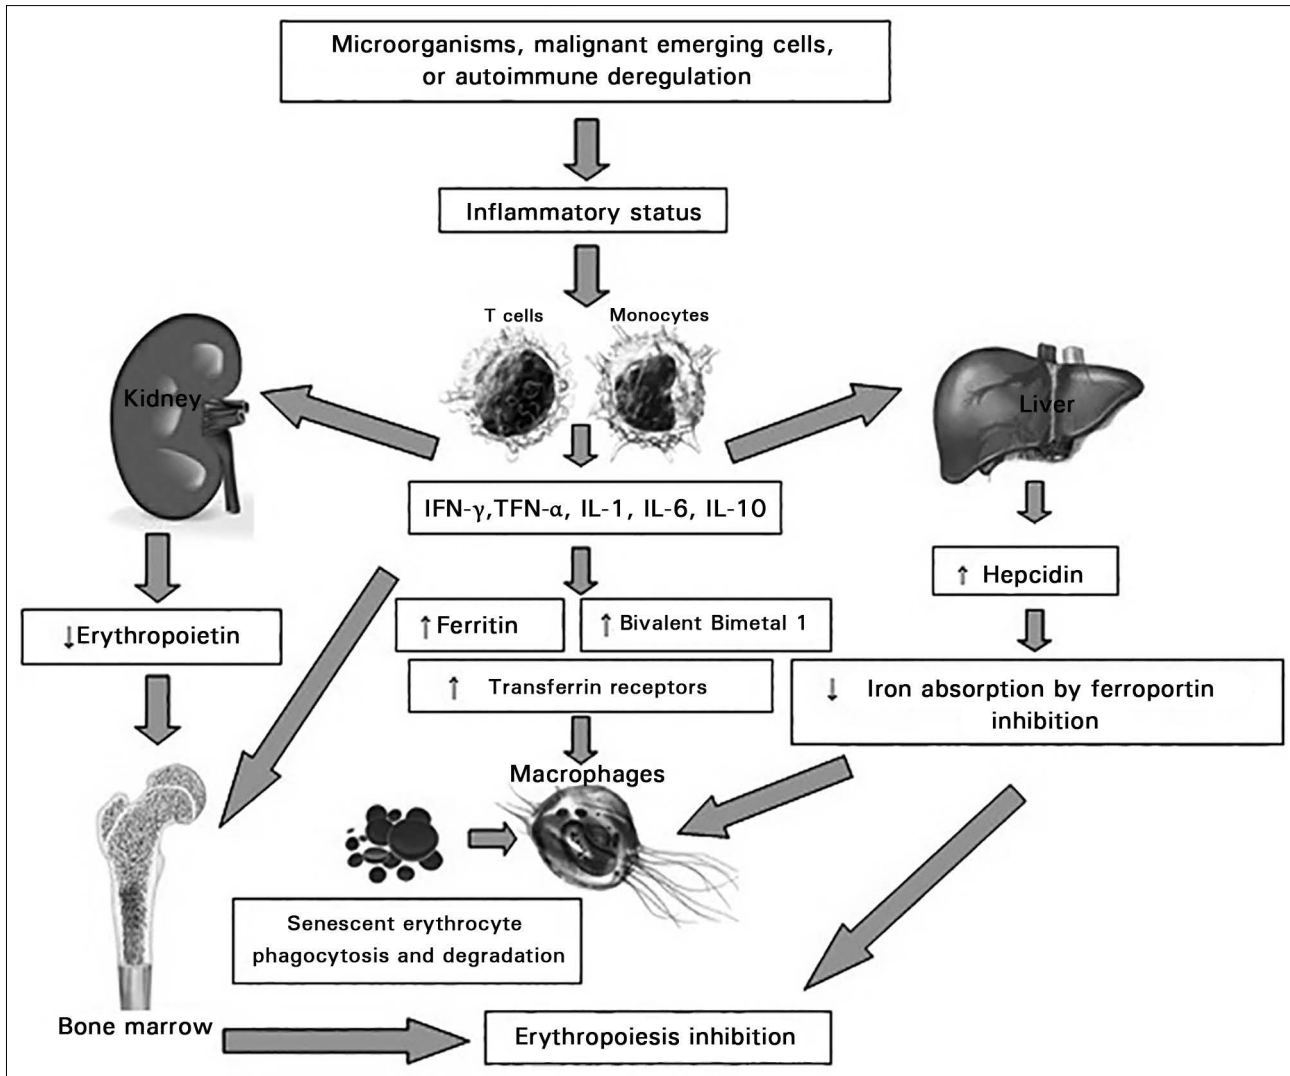 Microorganisms, malignant emerging cells,
or autoimmune deregulation
Inflammatory status
T cells
Monocytes
Kidney
Liver
IFN-γ,TFN-α, IL-1, IL-6, IL-10
↑ Hepcidin
↓Erythropoietin
↑Ferritin
↑ Bivalent Bimetal 1
↑ Transferrin receptors
↓ Iron absorption by ferroportin
inhibition
Macrophages
Senescent erythrocyte
phagocytosis and degradation
Bone marrow
Erythropoiesis inhibition